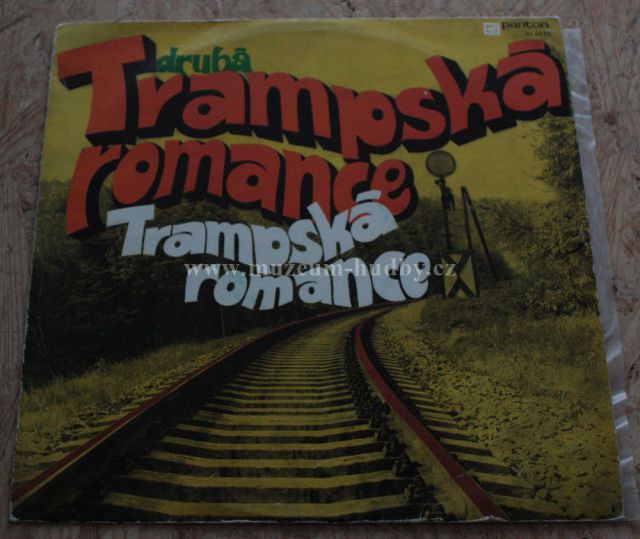 panton
druhá
Trampská
romance
Trampská
romance
www.muzeum-hudby.cz